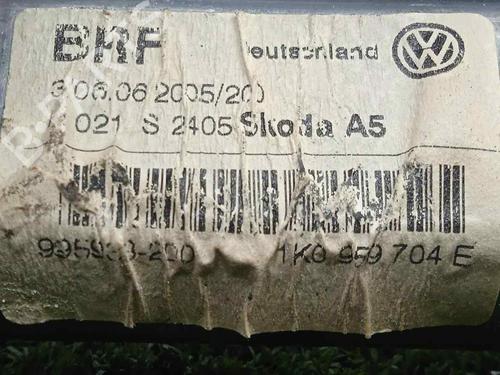 BRF Deutschland
3/06.06 2005/20
021 S 2405 Skoda A5
1K0 959 704 E